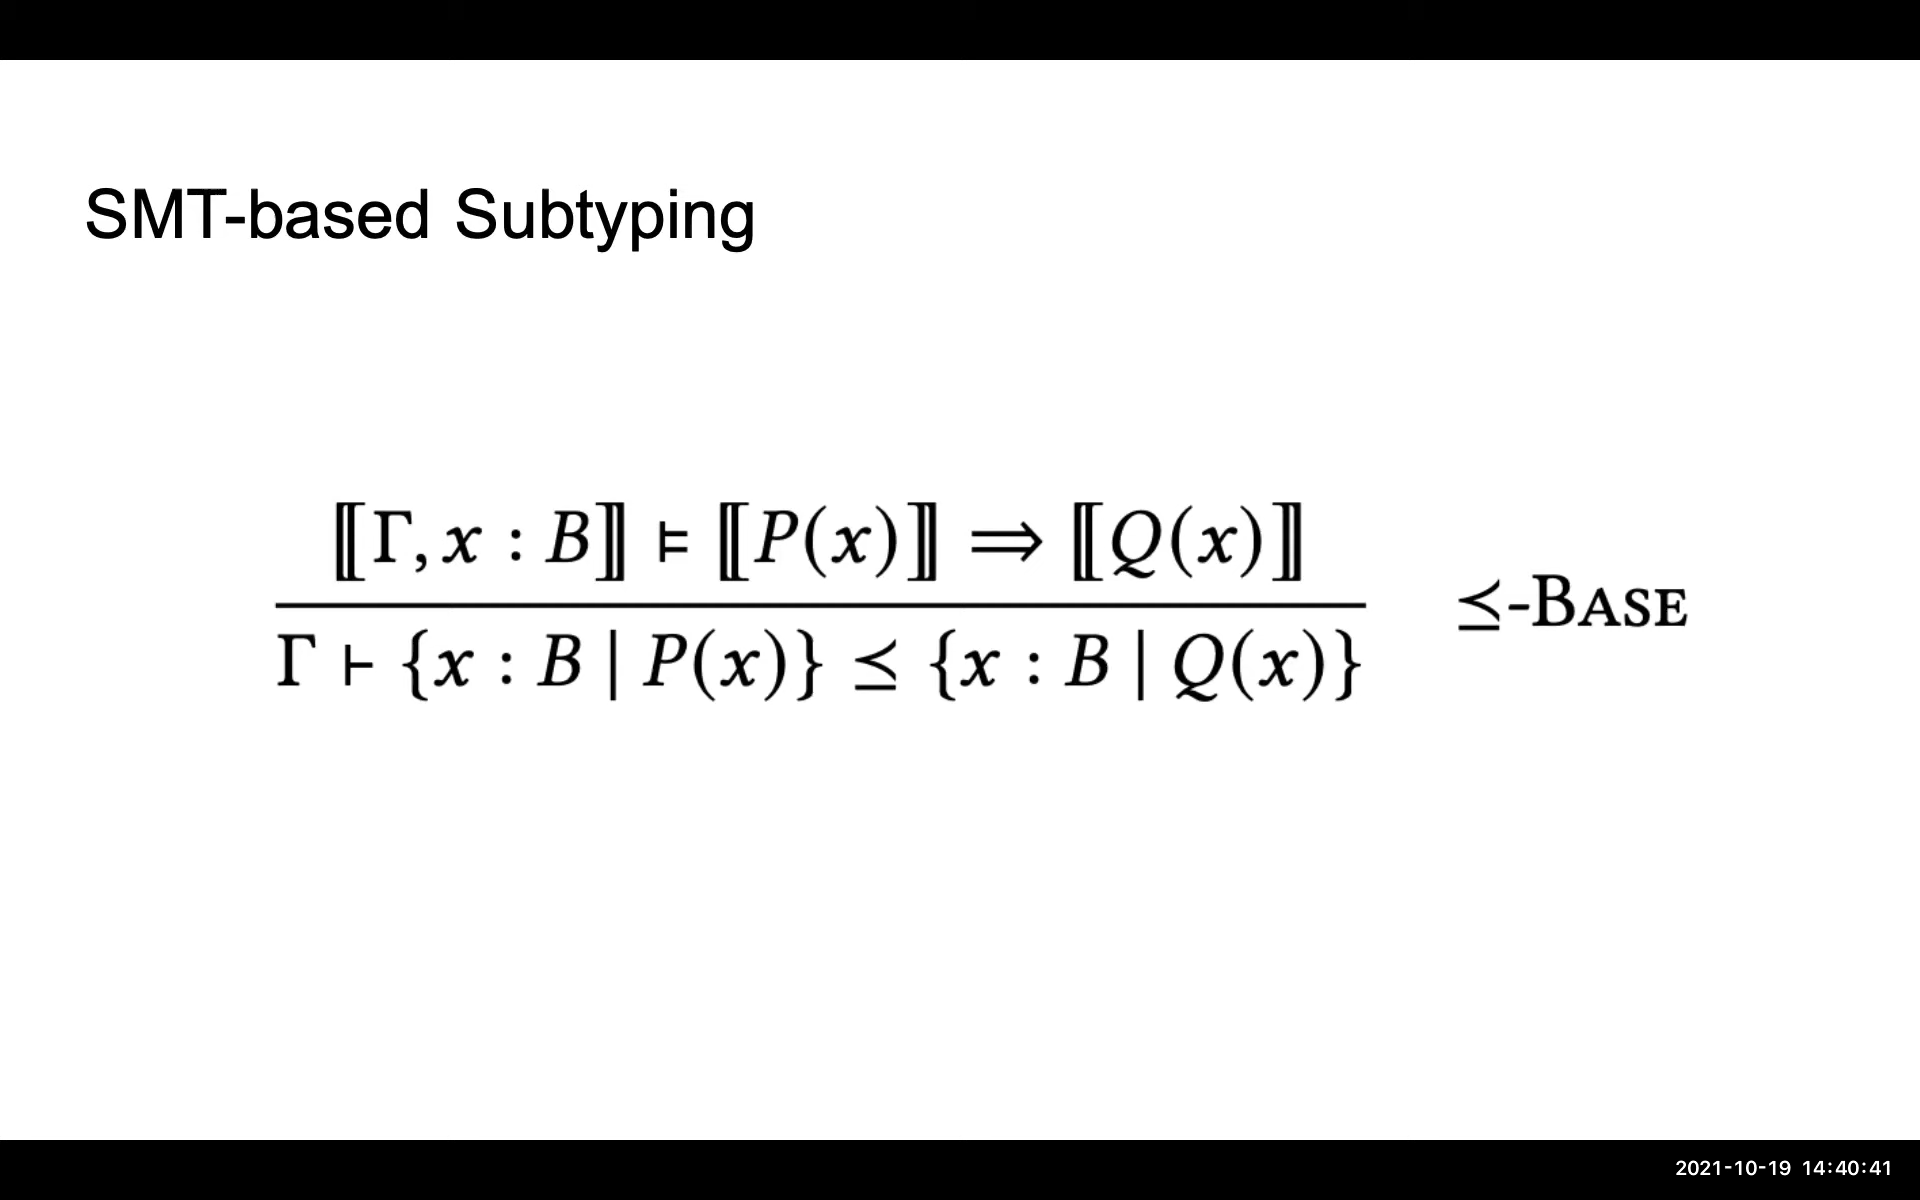 SMT-based Subtyping
⟦Γ, x : B⟧ ⊨ ⟦P(x)⟧ ⟹ ⟦Q(x)⟧
⪯-BASE
Γ ⊢ {x : B | P(x)} ⪯ {x : B | Q(x)}
2021-10-19 14:40:41